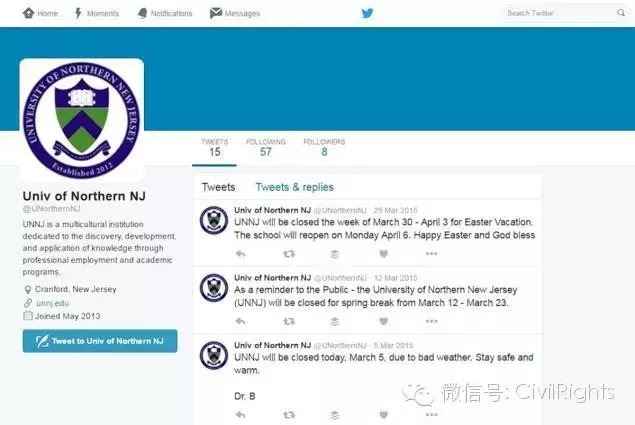 Home
Moments
Notifications
Messages
Search Twitter
UNIVERSITY OF NORTHERN NEW JERSEY
Established 2012
TWEETS
15
FOLLOWING
57
FOLLOWERS
8
Univ of Northern NJ
@UNorthernNJ
UNNJ is a multicultural institution
dedicated to the discovery, development,
and application of knowledge through
professional employment and academic
programs.
Cranford, New Jersey
unnj.edu
Joined May 2013
Tweet to Univ of Northern NJ
Tweets
Tweets & replies
Univ of Northern NJ @UNorthernNJ · 29 Mar 2015
UNNJ will be closed the week of March 30 - April 3 for Easter Vacation.
The school will reopen on Monday April 6. Happy Easter and God bless
Univ of Northern NJ @UNorthernNJ · 12 Mar 2015
As a reminder to the Public - the University of Northern New Jersey
(UNNJ) will be closed for spring break from March 12 - March 23.
Univ of Northern NJ @UNorthernNJ · 5 Mar 2015
UNNJ will be closed today, March 5, due to bad weather. Stay safe and
warm.
Dr. B
微信号: CivilRights